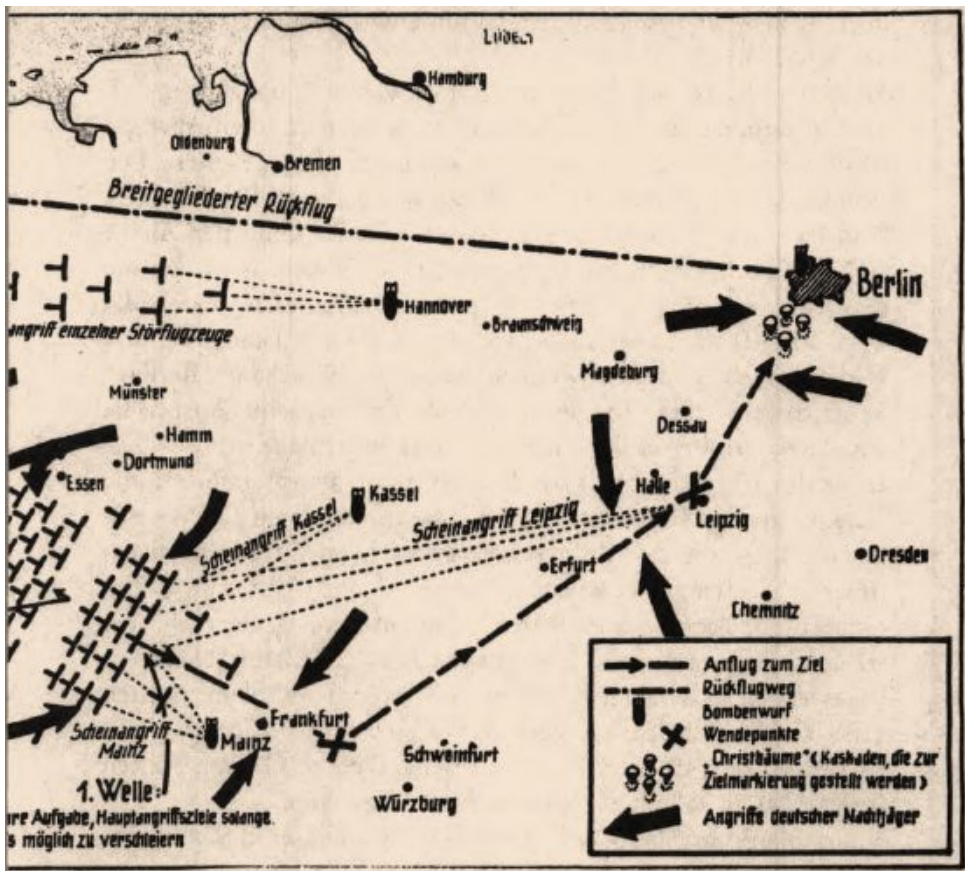 Lübeck
Hamburg
Oldenburg
Bremen
Breitgegliederter Rückflug
Berlin
Hannover
angriff einzelner Störflugzeuge
Braunschweig
Magdeburg
Münster
Dessau
Hamm
Dortmund
Essen
Halle
Kassel
Scheinangriff Kassel
Scheinangriff Leipzig
Leipzig
Dresden
Erfurt
Chemnitz
Anflug zum Ziel
Rückflugweg
Bombenwurf
Wendepunkte
„Christbäume“ (Kaskaden, die zur
Zielmarkierung gestellt werden)
Angriffe deutscher Nachtjäger
Frankfurt
Scheinangriff
Mainz
Mainz
Schweinfurt
Würzburg
1. Welle:
re Aufgabe, Hauptangriffsziele solange
s möglich zu verschleiern